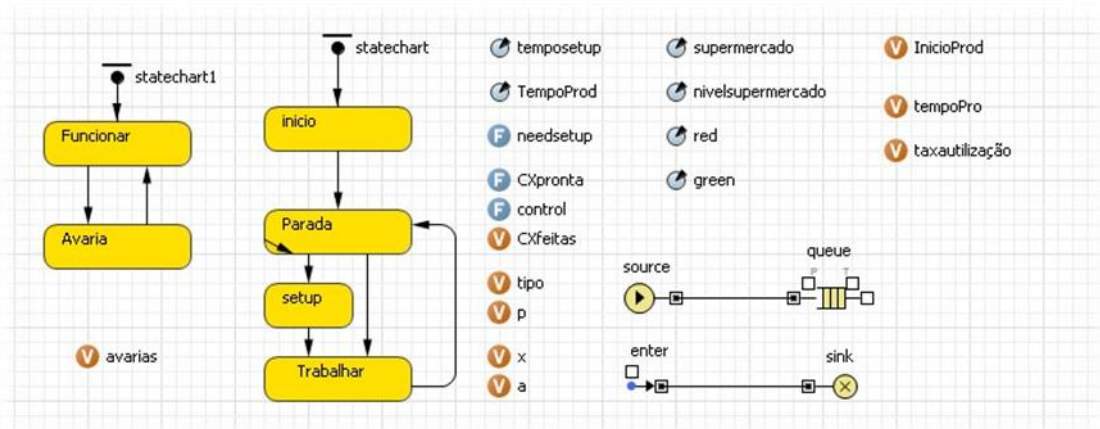 statechart1
Funcionar
Avaria
V avarias
statechart
inicio
Parada
setup
Trabalhar
temposetup
TempoProd
F needsetup
F CXpronta
F control
V CXfeitas
V tipo
V p
V x
V a
supermercado
nivelsupermercado
red
green
V InicioProd
V tempoPro
V taxautilização
source
queue
P T
enter
sink